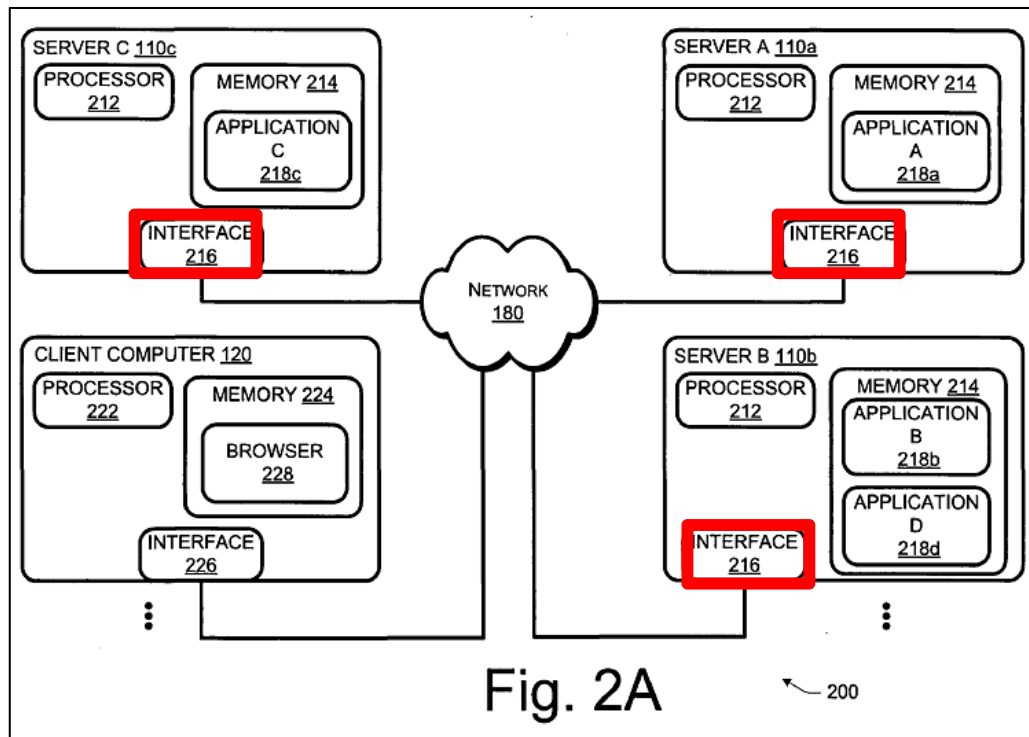 SERVER C 110c
PROCESSOR
212
MEMORY 214
APPLICATION
C
218c
INTERFACE
216
SERVER A 110a
PROCESSOR
212
MEMORY 214
APPLICATION
A
218a
INTERFACE
216
NETWORK
180
CLIENT COMPUTER 120
PROCESSOR
222
MEMORY 224
BROWSER
228
INTERFACE
226
SERVER B 110b
PROCESSOR
212
MEMORY 214
APPLICATION
B
218b
APPLICATION
D
218d
INTERFACE
216
Fig. 2A
200